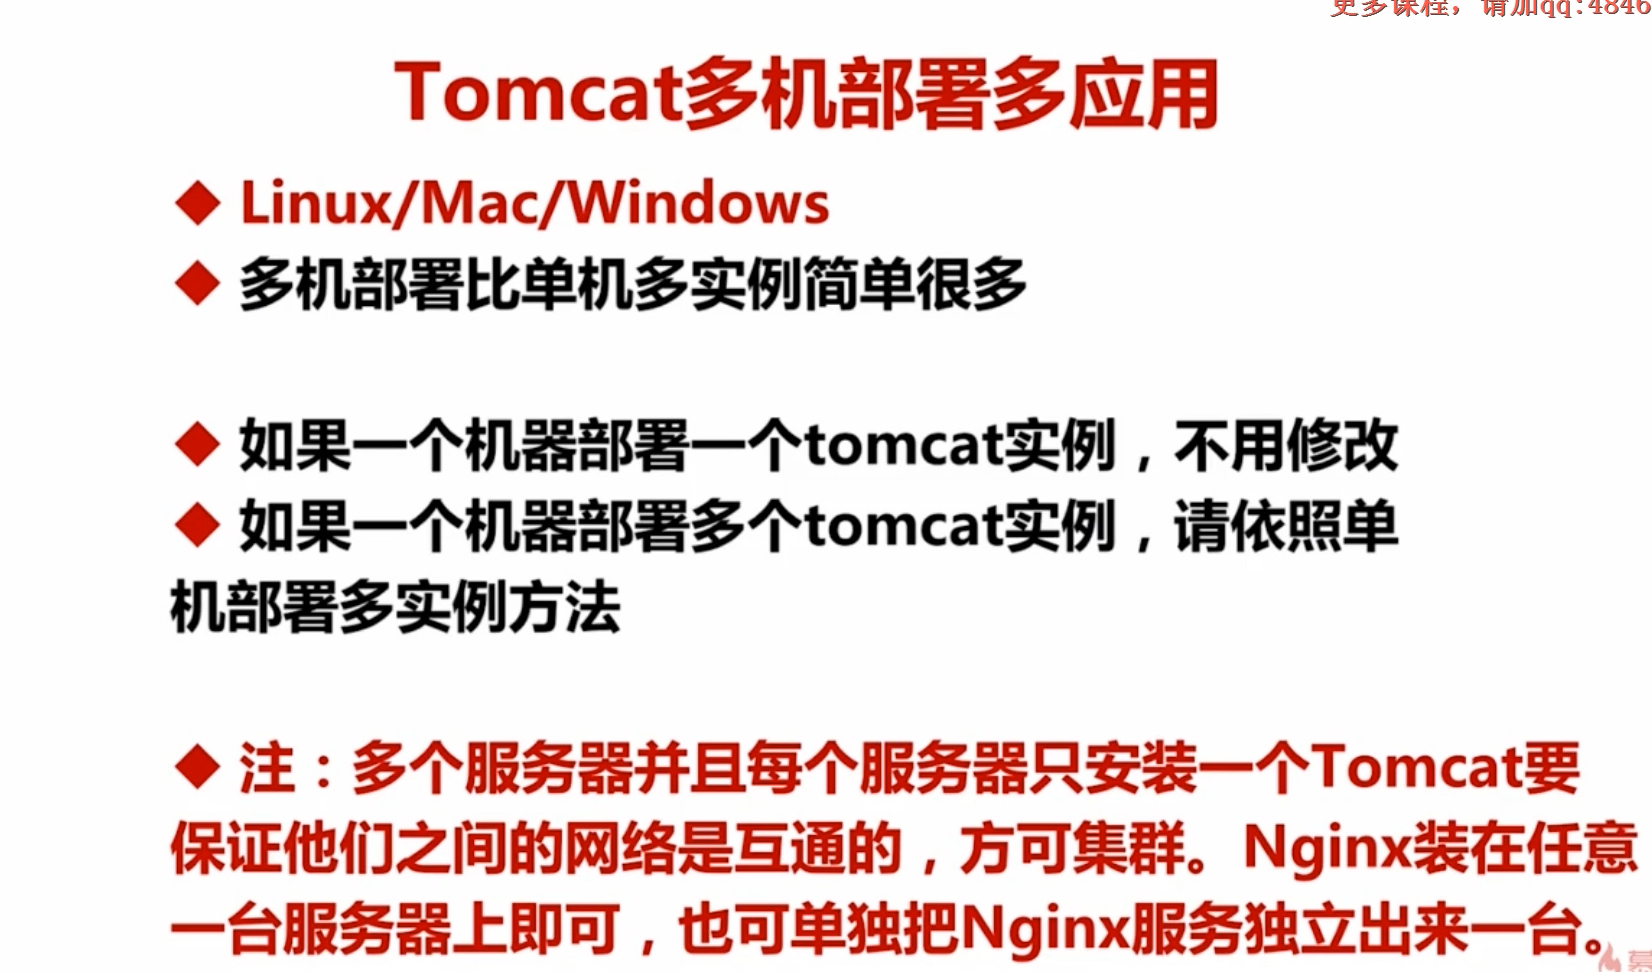 更多课程，请加qq:4846
Tomcat多机部署多应用
◆ Linux/Mac/Windows
◆ 多机部署比单机多实例简单很多
◆ 如果一个机器部署一个tomcat实例，不用修改
◆ 如果一个机器部署多个tomcat实例，请依照单
机部署多实例方法
◆ 注：多个服务器并且每个服务器只安装一个Tomcat要
保证他们之间的网络是互通的，方可集群。Nginx装在任意
一台服务器上即可，也可单独把Nginx服务独立出来一台。